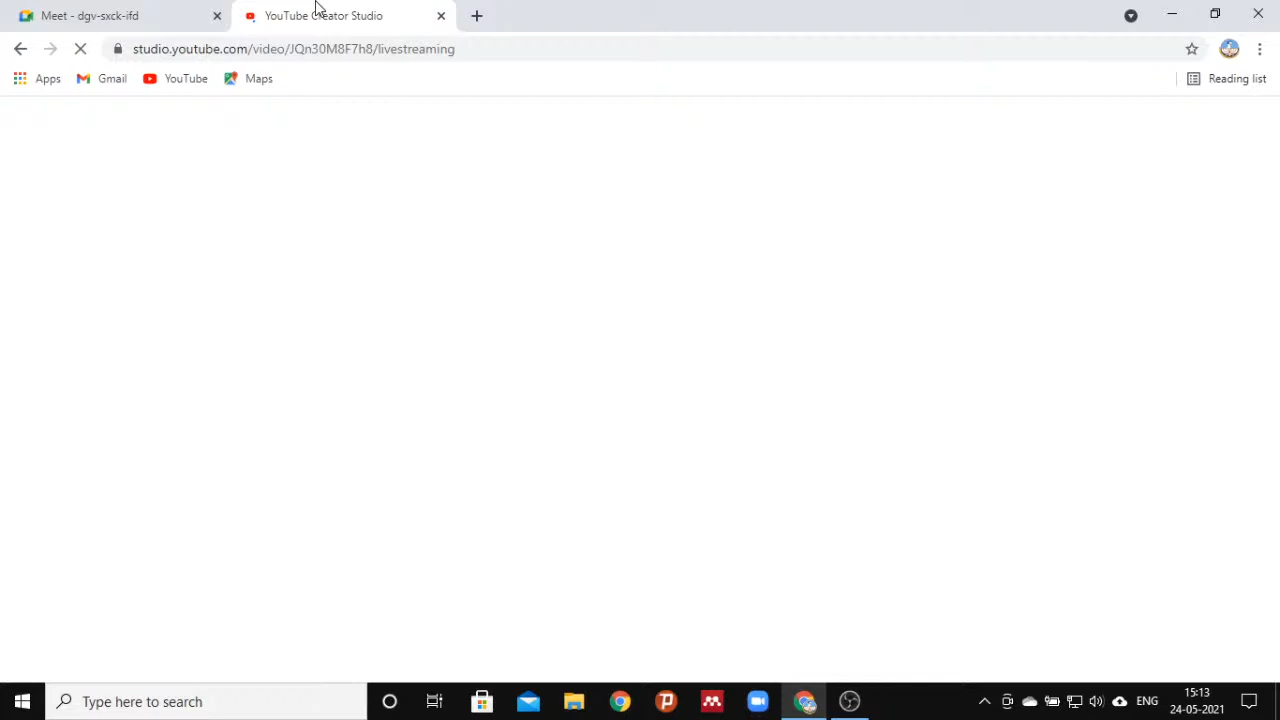 Meet - dgv-sxck-ifd
YouTube Creator Studio
studio.youtube.com/video/JQn30M8F7h8/livestreaming
Apps
Gmail
YouTube
Maps
Reading list
Type here to search
ENG
15:13
24-05-2021